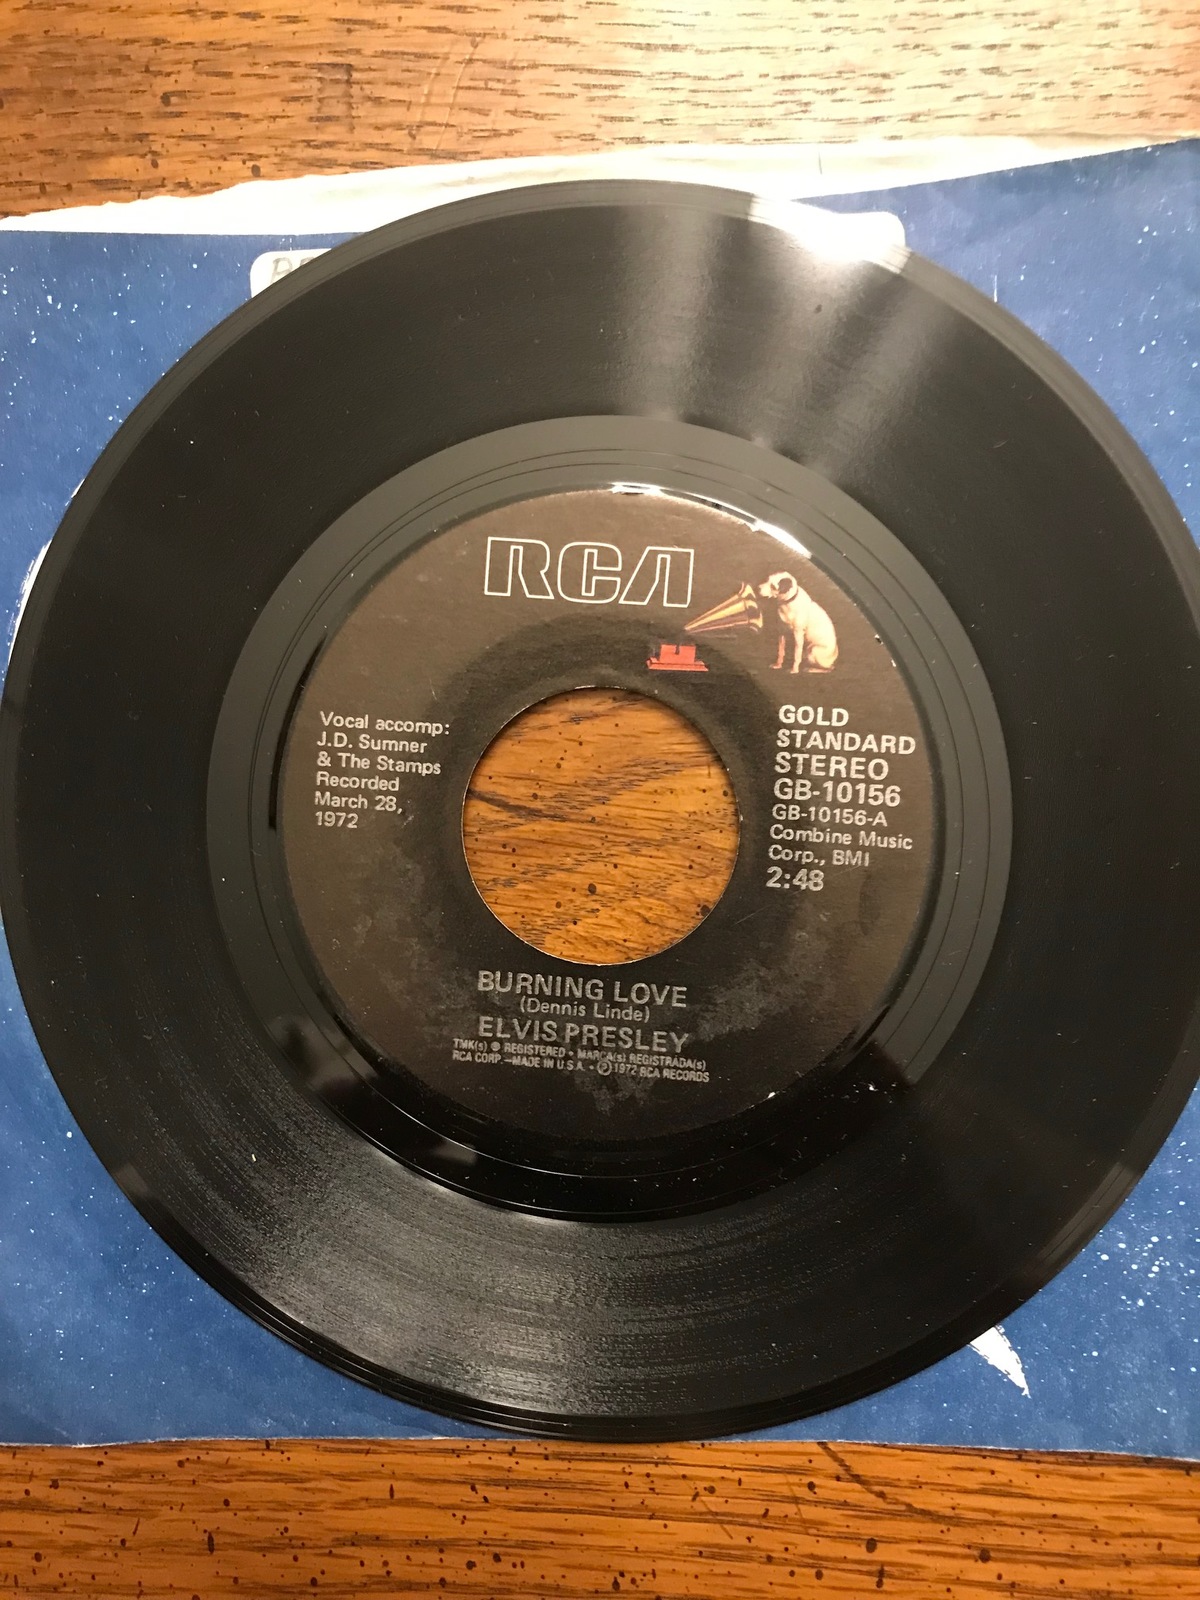 RCA
Vocal accomp:
J.D. Sumner
& The Stamps
Recorded
March 28,
1972
GOLD
STANDARD
STEREO
GB-10156
GB-10156-A
Combine Music
Corp., BMI
2:48
BURNING LOVE
(Dennis Linde)
ELVIS PRESLEY
TMK(s) ® REGISTERED • MARCA(s) REGISTRADA(s)
RCA CORP.—MADE IN U.S.A. • ℗ 1972 RCA RECORDS